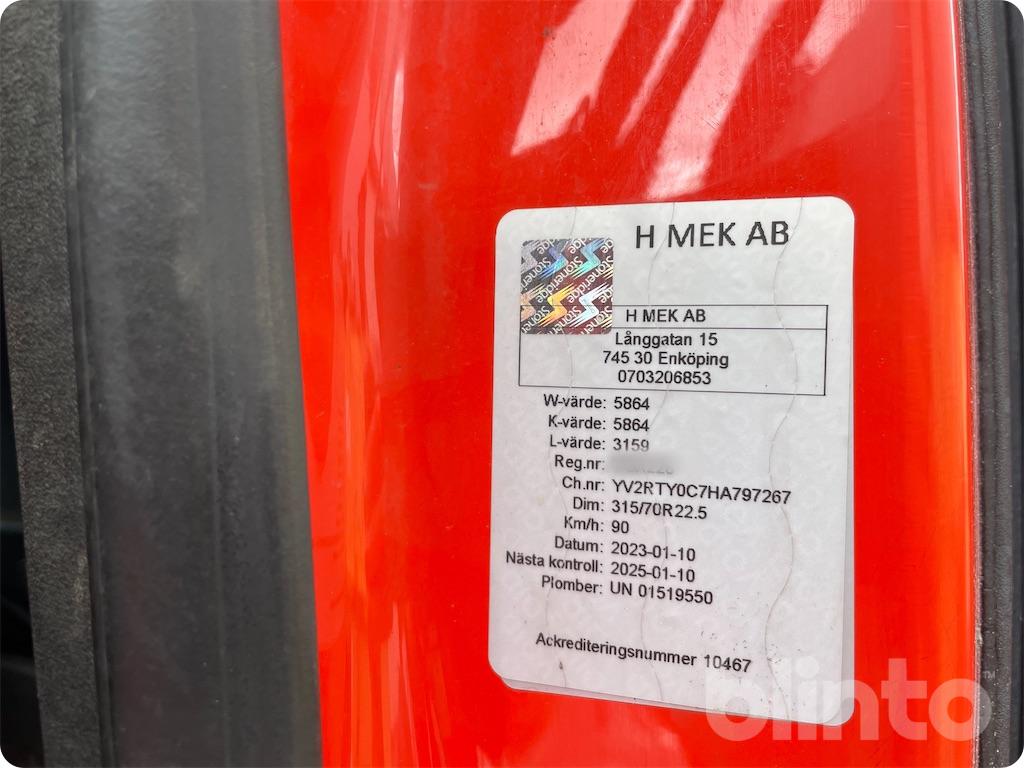 H MEK AB
Stoneridge
H MEK AB
Långgatan 15
745 30 Enköping
0703206853
W-värde: 5864
K-värde: 5864
L-värde: 3159
Reg.nr:
Ch.nr: YV2RTY0C7HA797267
Dim: 315/70R22.5
Km/h: 90
Datum: 2023-01-10
Nästa kontroll: 2025-01-10
Plomber: UN 01519550
Ackrediteringsnummer 10467
blinto™